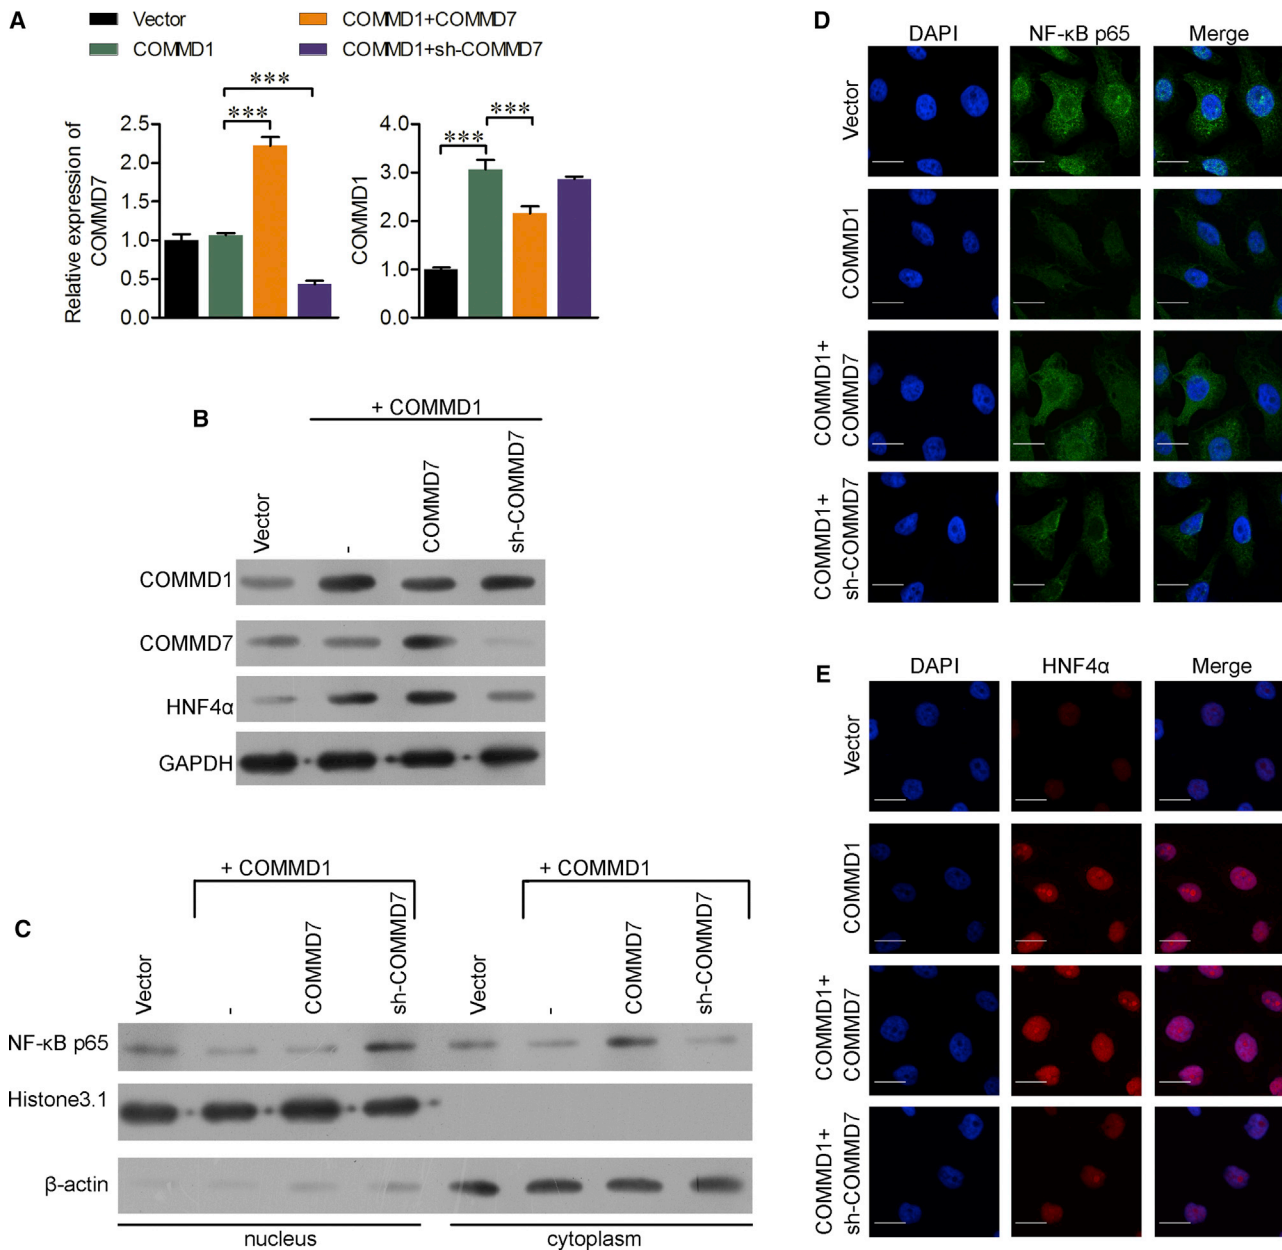 A
Vector
COMMD1
COMMD1+COMMD7
COMMD1+sh-COMMD7
Relative expression of
COMMD7
2.5
2.0
1.5
1.0
0.5
0.0
***
***
COMMD1
4.0
3.0
2.0
1.0
0.0
***
***
B
+ COMMD1
Vector
-
COMMD7
sh-COMMD7
COMMD1
COMMD7
HNF4α
GAPDH
C
+ COMMD1
+ COMMD1
Vector
-
COMMD7
sh-COMMD7
Vector
-
COMMD7
sh-COMMD7
NF-κB p65
Histone3.1
β-actin
nucleus
cytoplasm
D
DAPI
NF-κB p65
Merge
Vector
COMMD1
COMMD1+
COMMD7
COMMD1+
sh-COMMD7
E
DAPI
HNF4α
Merge
Vector
COMMD1
COMMD1+
COMMD7
COMMD1+
sh-COMMD7